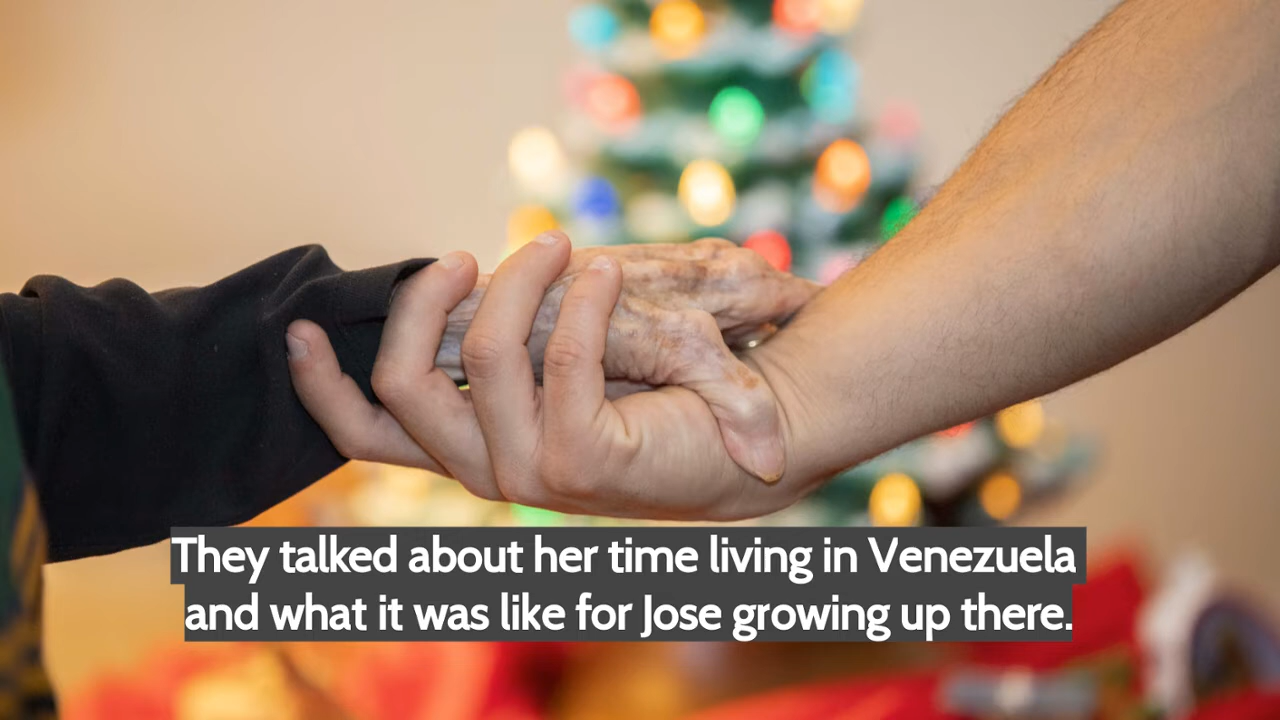 They talked about her time living in Venezuela
and what it was like for Jose growing up there.